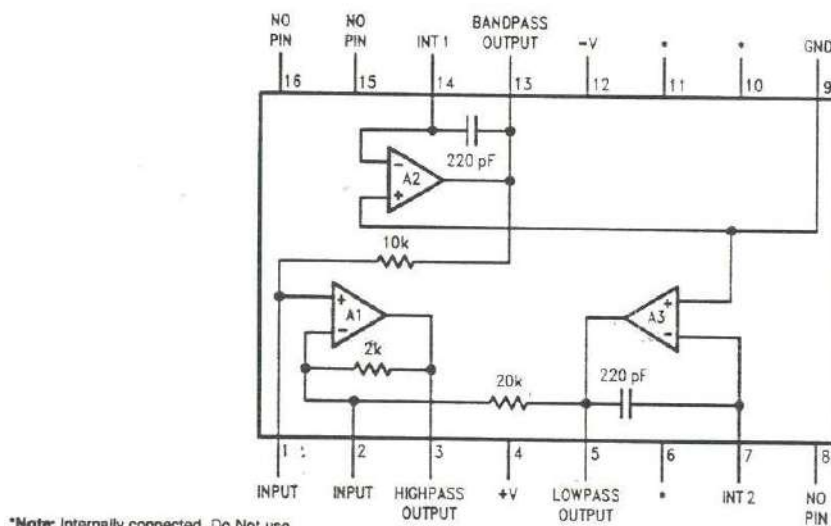 NO PIN
NO PIN
INT 1
BANDPASS OUTPUT
-V
*
*
GND
16
15
14
13
12
11
10
9
220 pF
-
A2
+
10k
+
A1
-
+
A3
-
2k
20k
220 pF
1
2
3
4
5
6
7
8
INPUT
INPUT
HIGHPASS OUTPUT
+V
LOWPASS OUTPUT
*
INT 2
NO PIN
*Note: Internally connected. Do Not use.